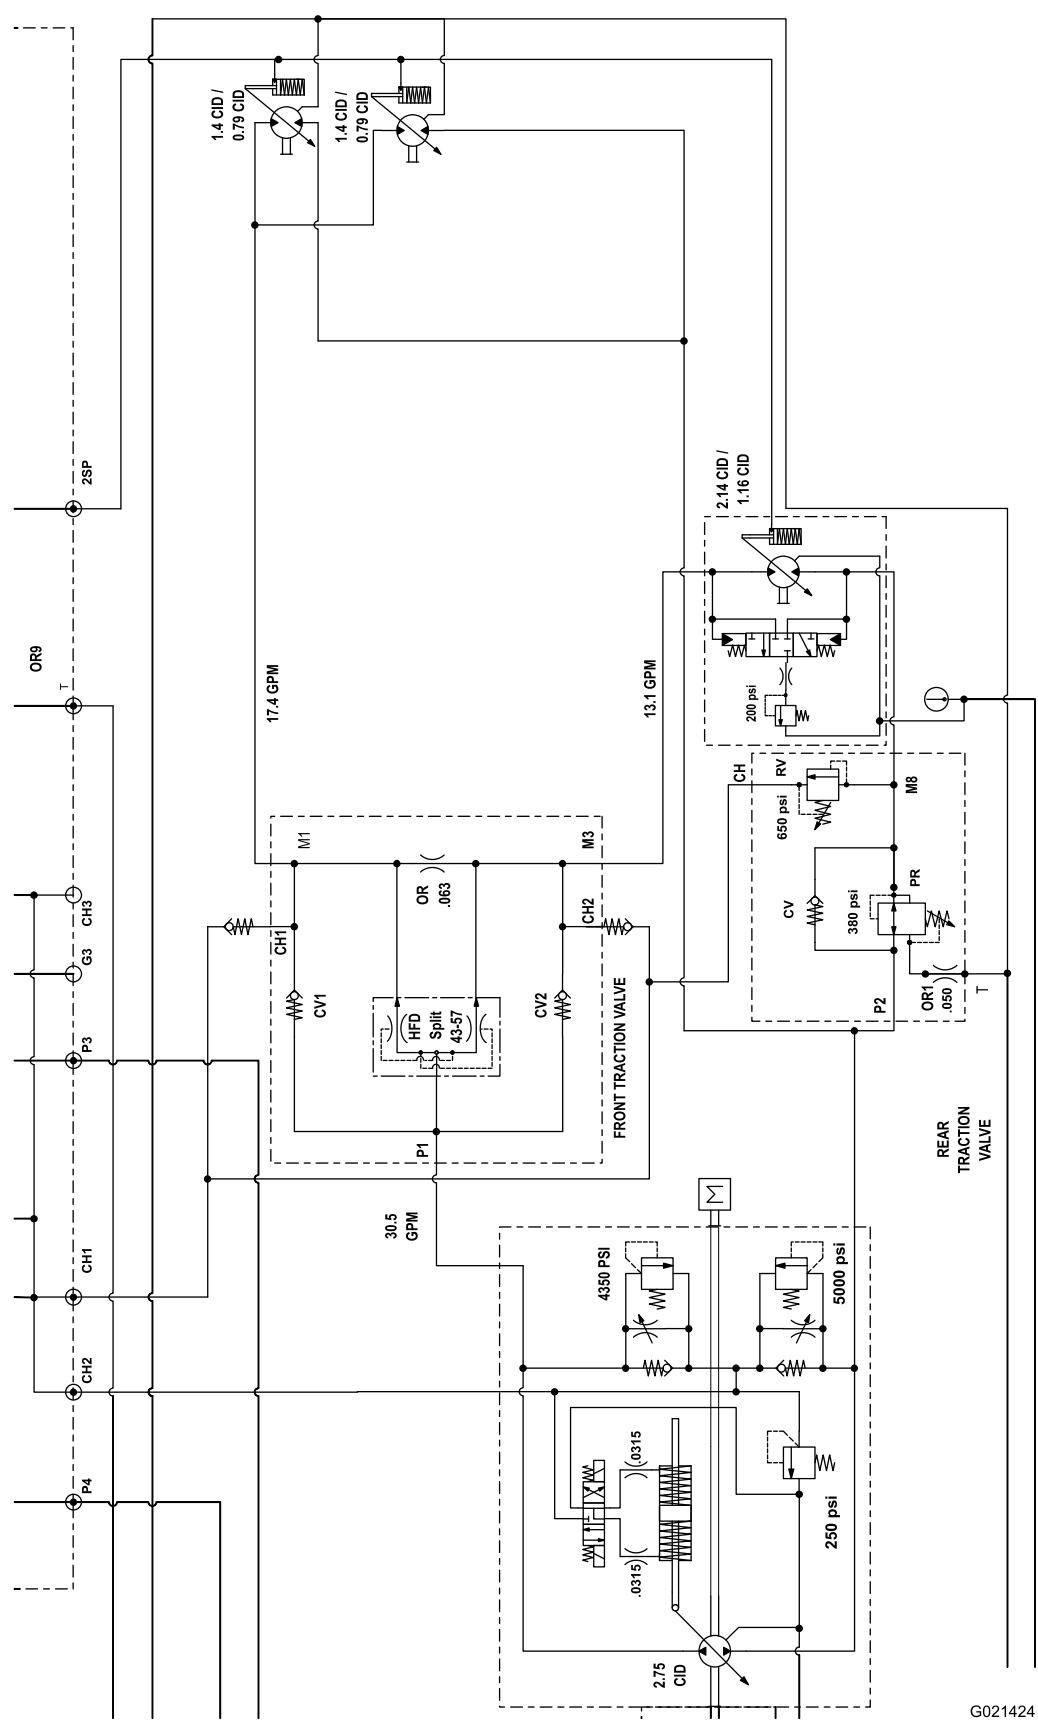 1.4 CID /
0.79 CID
1.4 CID /
0.79 CID
2SP
2.14 CID /
1.16 CID
OR9
T
17.4 GPM
13.1 GPM
200 psi
CH
RV
650 psi
M8
M1
M3
OR
.063
CH3
G3
CH1
CH2
CV
PR
380 psi
CV1
HFD
Split
43-57
CV2
P2
OR1
.050
T
P3
P1
FRONT TRACTION VALVE
REAR
TRACTION
VALVE
M
30.5
GPM
CH1
4350 PSI
5000 psi
CH2
P4
.0315
.0315
250 psi
2.75
CID
G021424